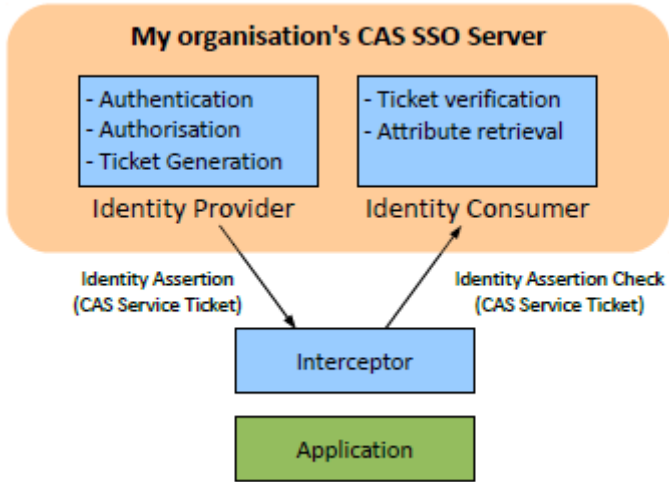 My organisation's CAS SSO Server
- Authentication
- Authorisation
- Ticket Generation
Identity Provider
- Ticket verification
- Attribute retrieval
Identity Consumer
Identity Assertion
(CAS Service Ticket)
Identity Assertion Check
(CAS Service Ticket)
Interceptor
Application